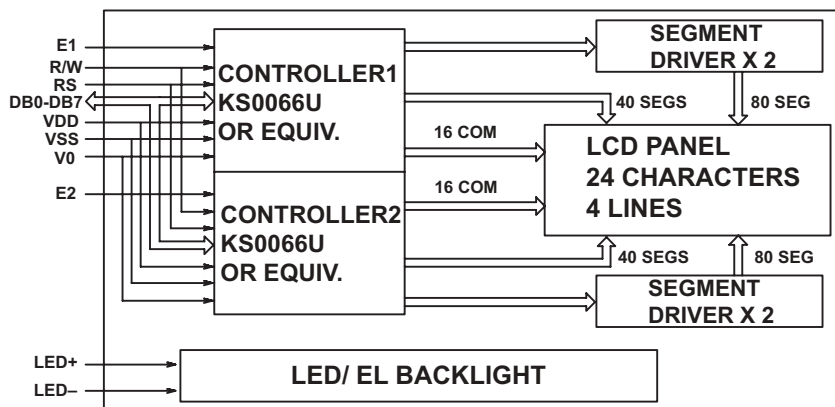 E1
R/W
RS
DB0-DB7
VDD
VSS
V0
E2
CONTROLLER1
KS0066U
OR EQUIV.
CONTROLLER2
KS0066U
OR EQUIV.
SEGMENT
DRIVER X 2
40 SEGS
80 SEG
16 COM
16 COM
LCD PANEL
24 CHARACTERS
4 LINES
40 SEGS
80 SEG
SEGMENT
DRIVER X 2
LED+
LED–
LED/ EL BACKLIGHT